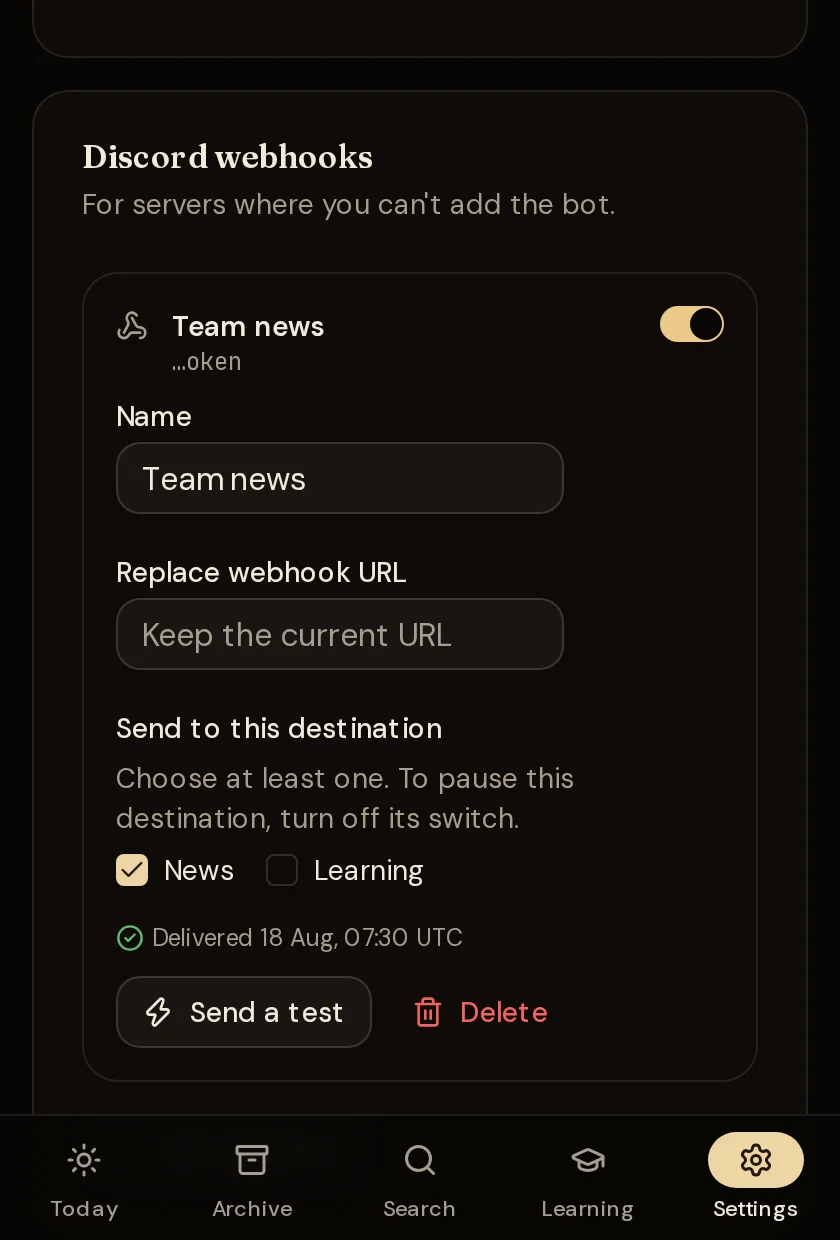 Discord webhooks
For servers where you can't add the bot.
Team news
…oken
Name
Team news
Replace webhook URL
Keep the current URL
Send to this destination
Choose at least one. To pause this
destination, turn off its switch.
News Learning
Delivered 18 Aug, 07:30 UTC
Send a test Delete
Today Archive Search Learning Settings